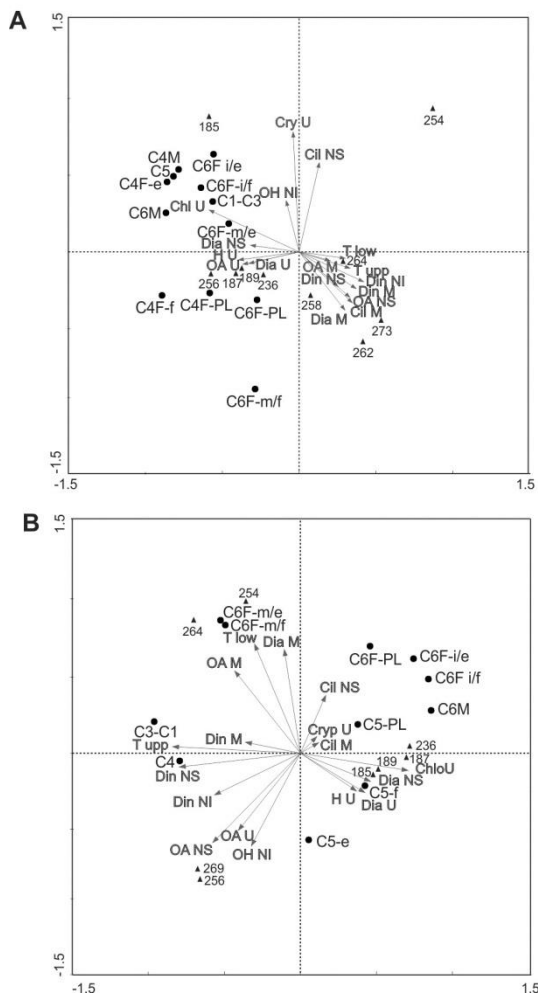 A
1.5
254
185
Cry U
Cil NS
C4M
C6F i/e
C5
C4F-e
C6F-i/f
OH NI
C1-C3
C6M
Chl U
C6F-m/e
Dia NS
T low
H U
264
OA U
Dia U
OA M
T upp
256
187
189
236
Din NS
Din NI
Din M
C4F-f
C4F-PL
C6F-PL
258
OA NS
Dia M
Cil M
273
262
C6F-m/f
-1.5
-1.5
1.5
B
1.5
254
C6F-m/e
264
C6F-m/f
T low
Dia M
C6F-PL
C6F-i/e
OA M
C6F i/f
Cil NS
C6M
C3-C1
C5-PL
Cryp U
T upp
Din M
Cil M
236
C4
187
Din NS
189
185
ChloU
Dia NS
Din NI
H U
C5-f
Dia U
OA U
C5-e
OA NS
OH NI
269
256
-1.5
-1.5
1.5